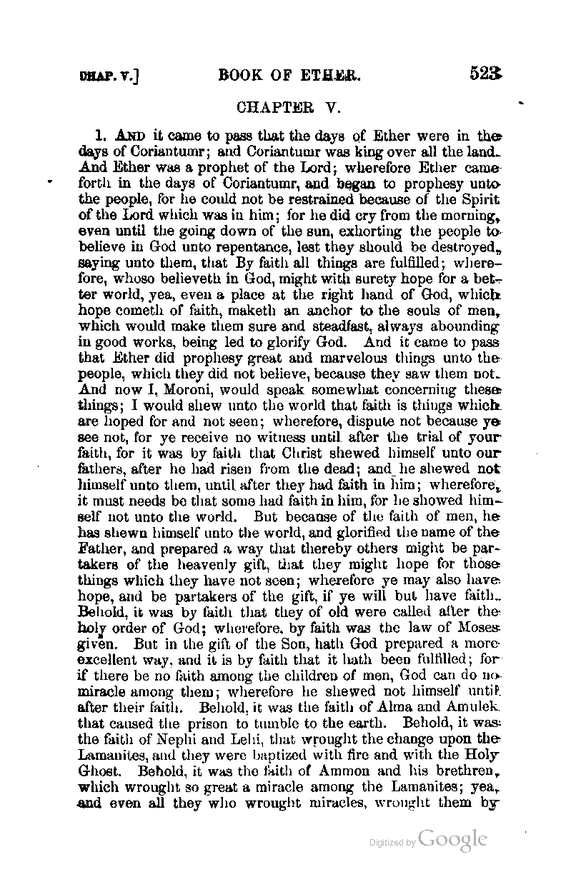 CHAP. V.] BOOK OF ETHER. 523
CHAPTER V.
1. AND it came to pass that the days of Ether were in the
days of Coriantumr; and Coriantumr was king over all the land.
And Ether was a prophet of the Lord; wherefore Ether came
forth in the days of Coriantumr, and began to prophesy unto
the people, for he could not be restrained because of the Spirit
of the Lord which was in him; for he did cry from the morning,
even until the going down of the sun, exhorting the people to
believe in God unto repentance, lest they should be destroyed,
saying unto them, that By faith all things are fulfilled; where-
fore, whoso believeth in God, might with surety hope for a bet-
ter world, yea, even a place at the right hand of God, which
hope cometh of faith, maketh an anchor to the souls of men,
which would make them sure and steadfast, always abounding
in good works, being led to glorify God. And it came to pass
that Ether did prophesy great and marvelous things unto the
people, which they did not believe, because they saw them not.
And now I, Moroni, would speak somewhat concerning these
things; I would shew unto the world that faith is things which
are hoped for and not seen; wherefore, dispute not because ye
see not, for ye receive no witness until after the trial of your
faith, for it was by faith that Christ shewed himself unto our
fathers, after he had risen from the dead; and he shewed not
himself unto them, until after they had faith in him; wherefore,
it must needs be that some had faith in him, for he showed him-
self not unto the world. But because of the faith of men, he
has shewn himself unto the world, and glorified the name of the
Father, and prepared a way that thereby others might be par-
takers of the heavenly gift, that they might hope for those
things which they have not seen; wherefore ye may also have
hope, and be partakers of the gift, if ye will but have faith.
Behold, it was by faith that they of old were called after the
holy order of God; wherefore, by faith was the law of Moses
given. But in the gift of the Son, hath God prepared a more
excellent way, and it is by faith that it hath been fulfilled; for
if there be no faith among the children of men, God can do no
miracle among them; wherefore he shewed not himself until
after their faith. Behold, it was the faith of Alma and Amulek
that caused the prison to tumble to the earth. Behold, it was
the faith of Nephi and Lehi, that wrought the change upon the
Lamanites, and they were baptized with fire and with the Holy
Ghost. Behold, it was the faith of Ammon and his brethren,
which wrought so great a miracle among the Lamanites; yea,
and even all they who wrought miracles, wrought them by
Digitized by Google